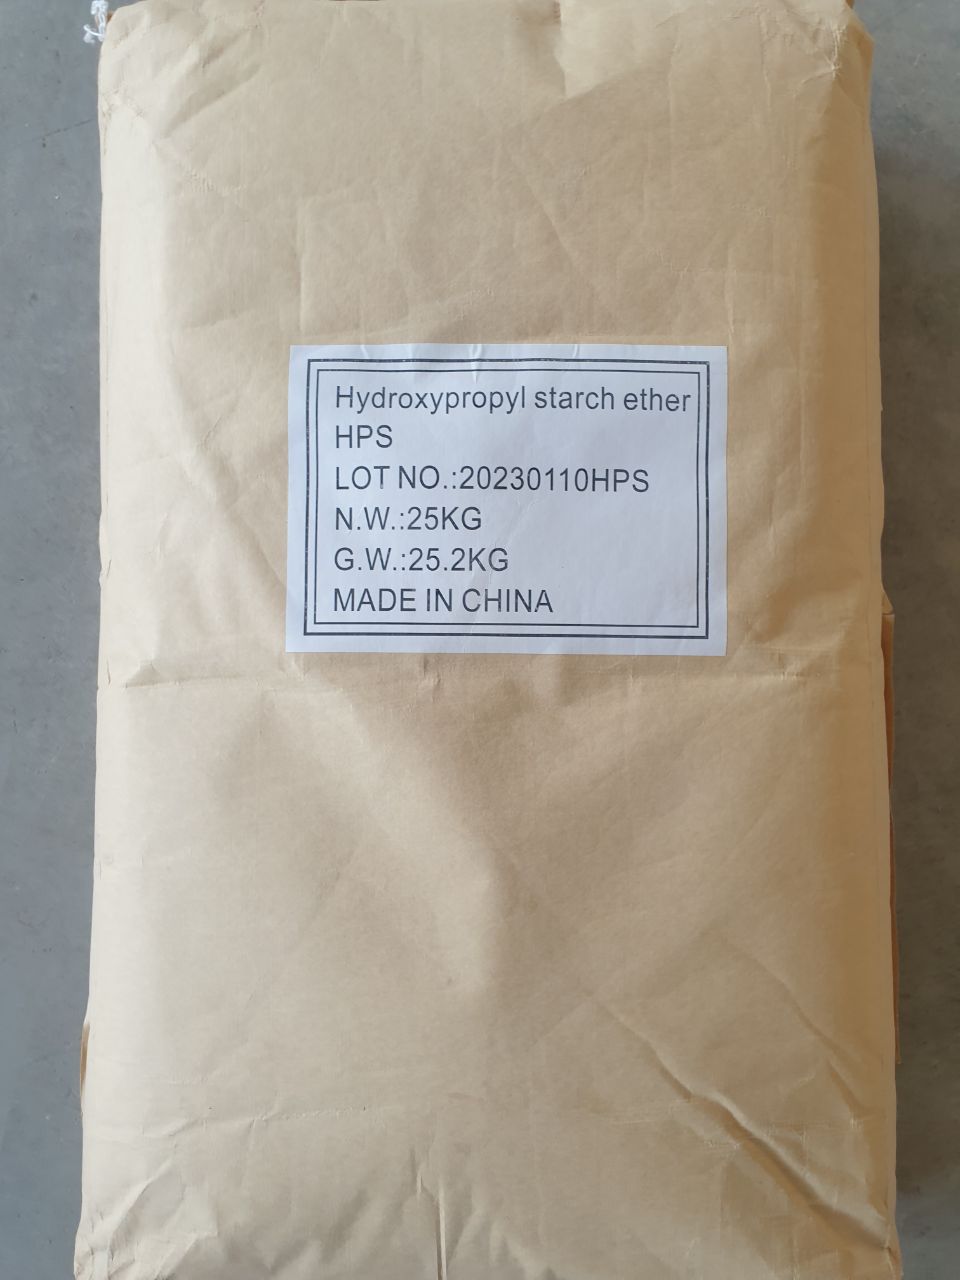 Hydroxypropyl starch ether
HPS
LOT NO.:20230110HPS
N.W.:25KG
G.W.:25.2KG
MADE IN CHINA